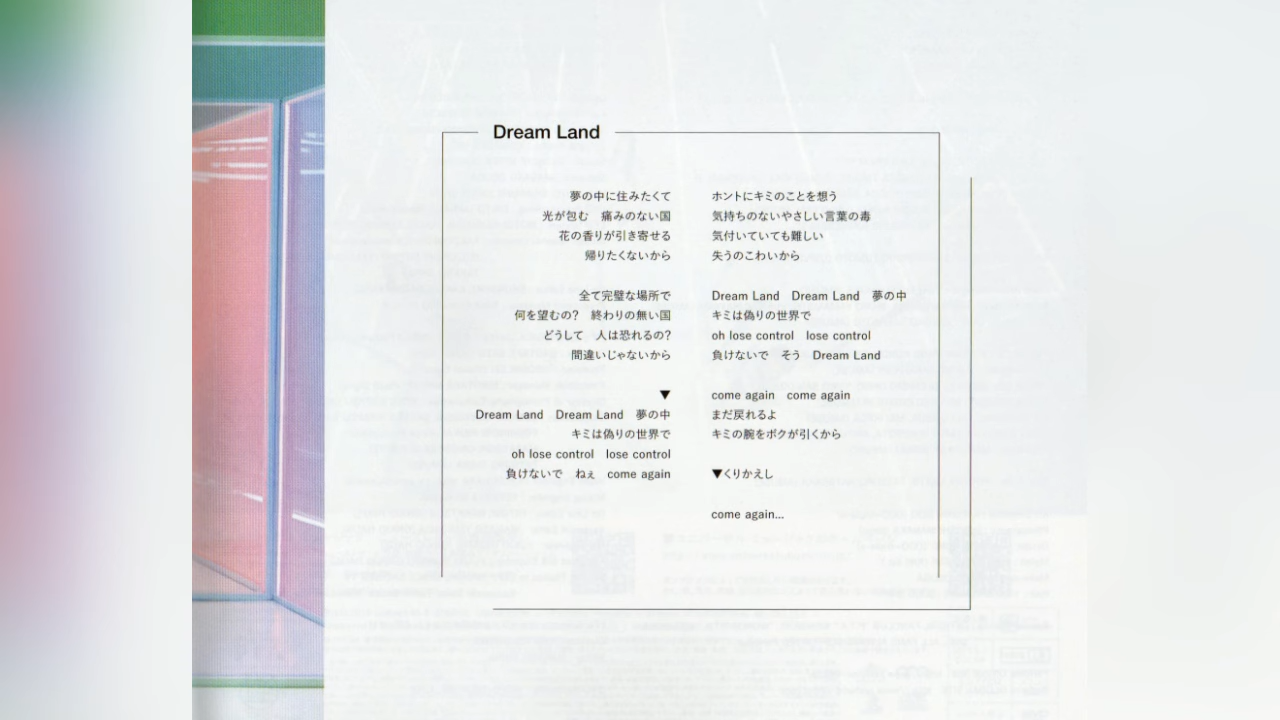 Dream Land
夢の中に住みたくて
光が包む　痛みのない国
花の香りが引き寄せる
帰りたくないから
全て完璧な場所で
何を望むの?　終わりの無い国
どうして　人は恐れるの?
間違いじゃないから
▼
Dream Land　Dream Land　夢の中
キミは偽りの世界で
oh lose control　lose control
負けないで　ねぇ　come again
ホントにキミのことを想う
気持ちのないやさしい言葉の毒
気付いていても難しい
失うのこわいから
Dream Land　Dream Land　夢の中
キミは偽りの世界で
oh lose control　lose control
負けないで　そう　Dream Land
come again　come again
まだ戻れるよ
キミの腕をボクが引くから
▼くりかえし
come again...